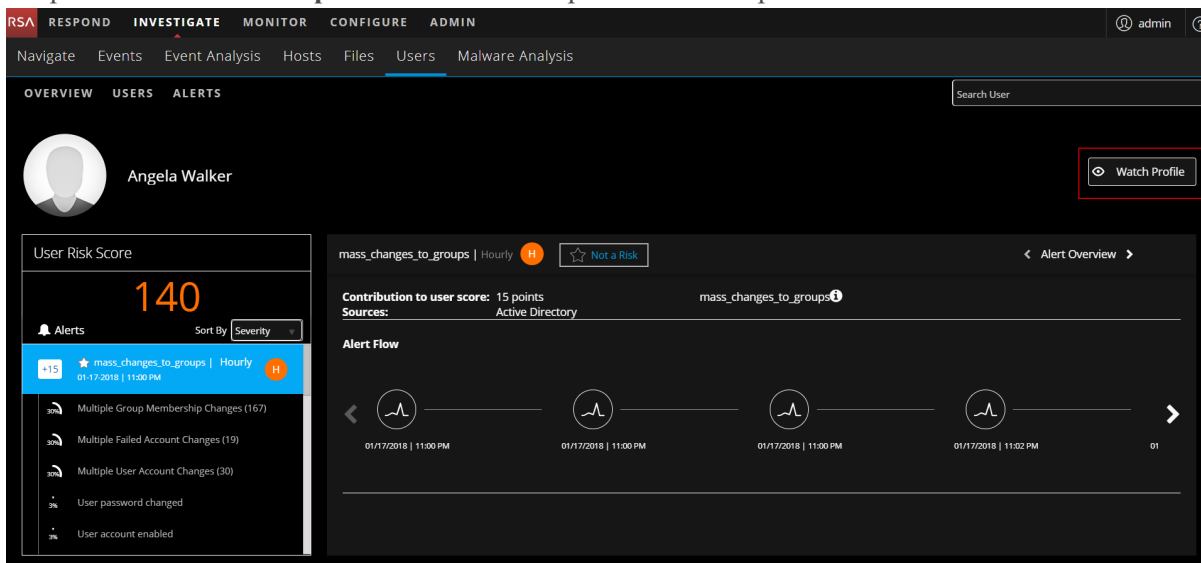 RSA RESPOND INVESTIGATE MONITOR CONFIGURE ADMIN admin
Navigate Events Event Analysis Hosts Files Users Malware Analysis
OVERVIEW USERS ALERTS Search User
Angela Walker
Watch Profile
User Risk Score
140
Alerts Sort By Severity
+15 mass_changes_to_groups | Hourly H
01-17-2018 | 11:00 PM
30% Multiple Group Membership Changes (167)
30% Multiple Failed Account Changes (19)
30% Multiple User Account Changes (30)
3% User password changed
3% User account enabled
mass_changes_to_groups | Hourly H Not a Risk Alert Overview
Contribution to user score: 15 points mass_changes_to_groups
Sources: Active Directory
Alert Flow
01/17/2018 | 11:00 PM 01/17/2018 | 11:00 PM 01/17/2018 | 11:00 PM 01/17/2018 | 11:02 PM 01